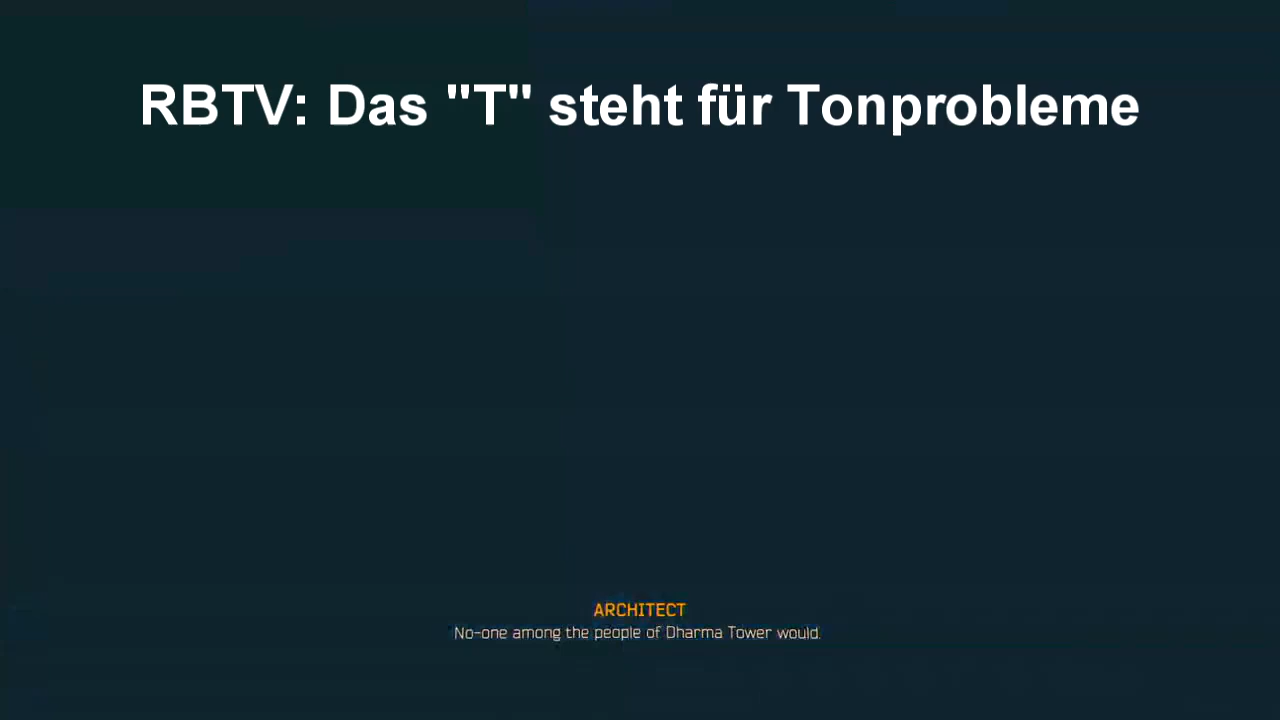 RBTV: Das "T" steht für Tonprobleme
ARCHITECT
No-one among the people of Dharma Tower would.